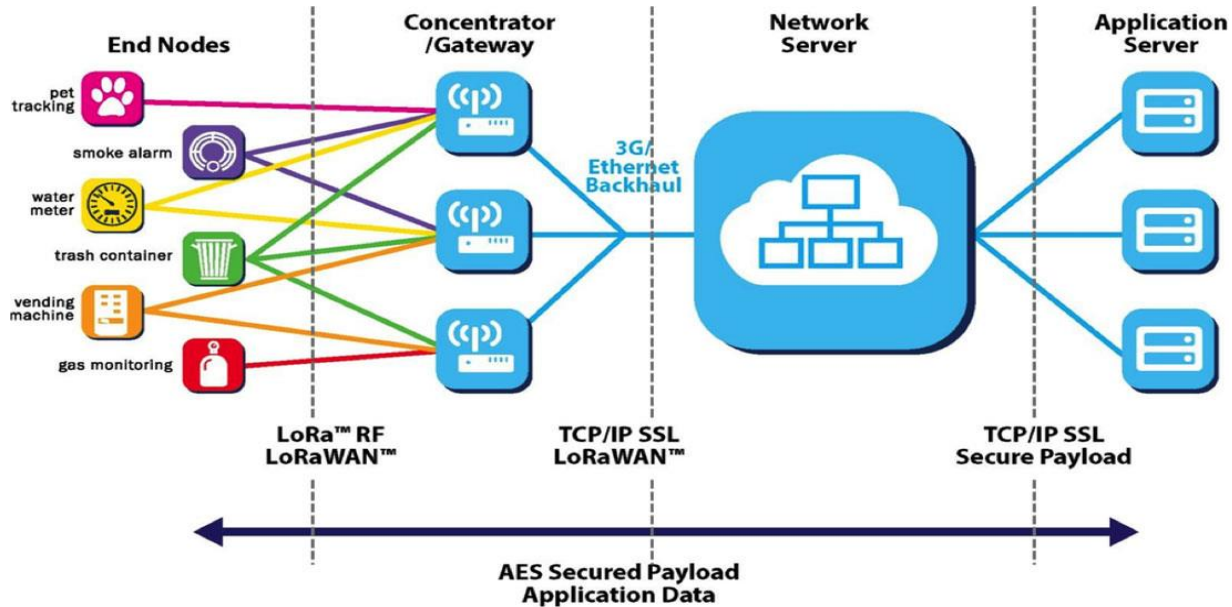 End Nodes
Concentrator
/Gateway
Network
Server
Application
Server
pet
tracking
smoke alarm
water
meter
trash container
vending
machine
gas monitoring
3G/
Ethernet
Backhaul
LoRa™ RF
LoRaWAN™
TCP/IP SSL
LoRaWAN™
TCP/IP SSL
Secure Payload
AES Secured Payload
Application Data